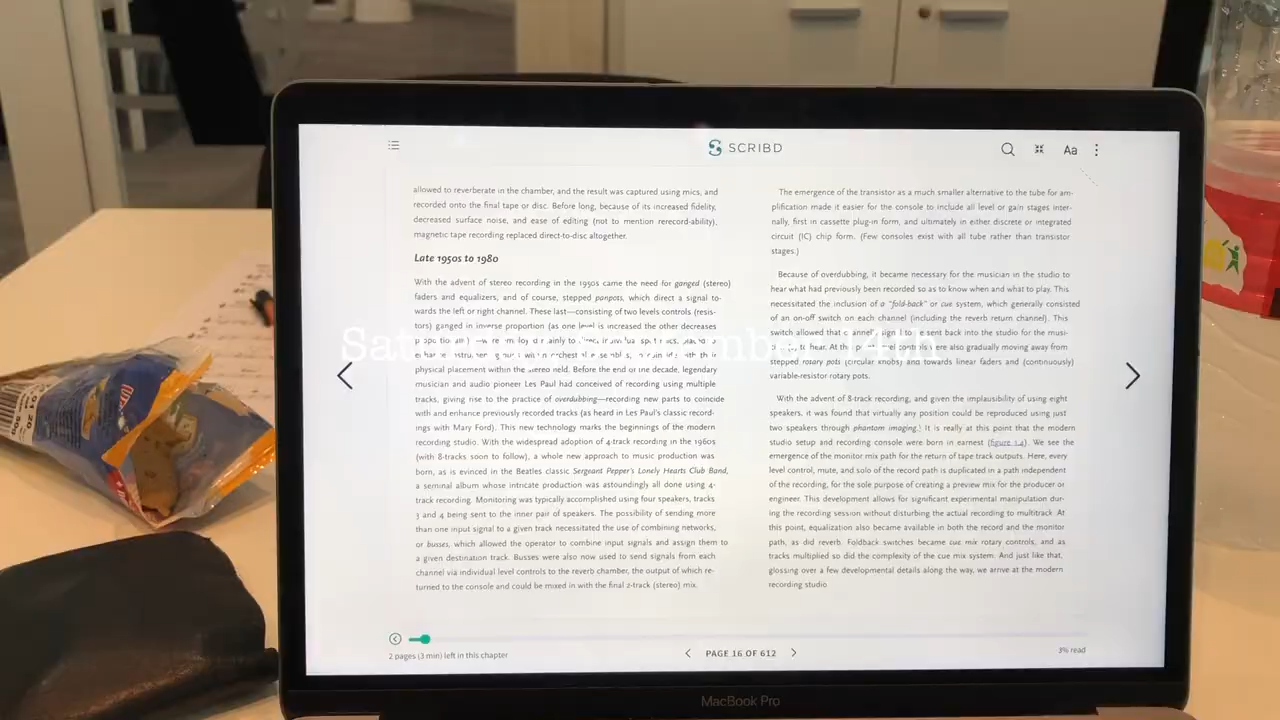 SCRIBD
Aa
allowed to reverberate in the chamber, and the result was captured using mics, and
recorded onto the final tape or disc. Before long, because of its increased fidelity,
decreased surface noise, and ease of editing (not to mention rerecord-ability),
magnetic tape recording replaced direct-to-disc altogether.
Late 1950s to 1980
With the advent of stereo recording in the 1950s came the need for ganged (stereo)
faders and equalizers, and of course, stepped panpots, which direct a signal to-
wards the left or right channel. These last—consisting of two levels controls (resis-
tors) ganged in inverse proportion (as one level is increased the other decreases
physical placement within the stereo field. Before the end of the decade, legendary
musician and audio pioneer Les Paul had conceived of recording using multiple
tracks, giving rise to the practice of overdubbing—recording new parts to coincide
with and enhance previously recorded tracks (as heard in Les Paul's classic record-
ings with Mary Ford). This new technology marks the beginnings of the modern
recording studio. With the widespread adoption of 4-track recording in the 1960s
(with 8-tracks soon to follow), a whole new approach to music production was
born, as is evinced in the Beatles classic Sergeant Pepper's Lonely Hearts Club Band,
a seminal album whose intricate production was astoundingly all done using 4-
track recording. Monitoring was typically accomplished using four speakers, tracks
3 and 4 being sent to the inner pair of speakers. The possibility of sending more
than one input signal to a given track necessitated the use of combining networks,
or busses, which allowed the operator to combine input signals and assign them to
a given destination track. Busses were also now used to send signals from each
channel via individual level controls to the reverb chamber, the output of which re-
turned to the console and could be mixed in with the final 2-track (stereo) mix.
The emergence of the transistor as a much smaller alternative to the tube for am-
plification made it easier for the console to include all level or gain stages inter-
nally, first in cassette plug-in form, and ultimately in either discrete or integrated
circuit (IC) chip form. (Few consoles exist with all tube rather than transistor
stages.)
Because of overdubbing, it became necessary for the musician in the studio to
hear what had previously been recorded so as to know when and what to play. This
necessitated the inclusion of a "fold-back" or cue system, which generally consisted
of an on-off switch on each channel (including the reverb return channel). This
switch allowed that channel's signal to be sent back into the studio for the musi-
to hear. At the level controls were also gradually moving away from
stepped rotary pots (circular knobs) and towards linear faders and (continuously)
variable-resistor rotary pots.
With the advent of 8-track recording, and given the implausibility of using eight
speakers, it was found that virtually any position could be reproduced using just
two speakers through phantom imaging. It is really at this point that the modern
studio setup and recording console were born in earnest (figure 1.4). We see the
emergence of the monitor mix path for the return of tape track outputs. Here, every
level control, mute, and solo of the record path is duplicated in a path independent
of the recording, for the sole purpose of creating a preview mix for the producer or
engineer. This development allows for significant experimental manipulation dur-
ing the recording session without disturbing the actual recording to multitrack. At
this point, equalization also became available in both the record and the monitor
path, as did reverb. Foldback switches became cue mix rotary controls, and as
tracks multiplied so did the complexity of the cue mix system. And just like that,
glossing over a few developmental details along the way, we arrive at the modern
recording studio
2 pages (3 min) left in this chapter
PAGE 16 OF 612
3% read
MacBook Pro